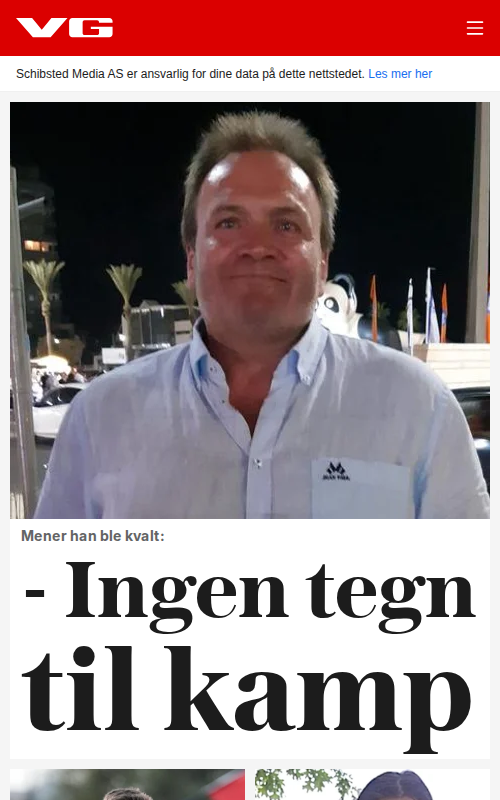 VG
Schibsted Media AS er ansvarlig for dine data på dette nettstedet. Les mer her
Mener han ble kvalt:
- Ingen tegn
til kamp